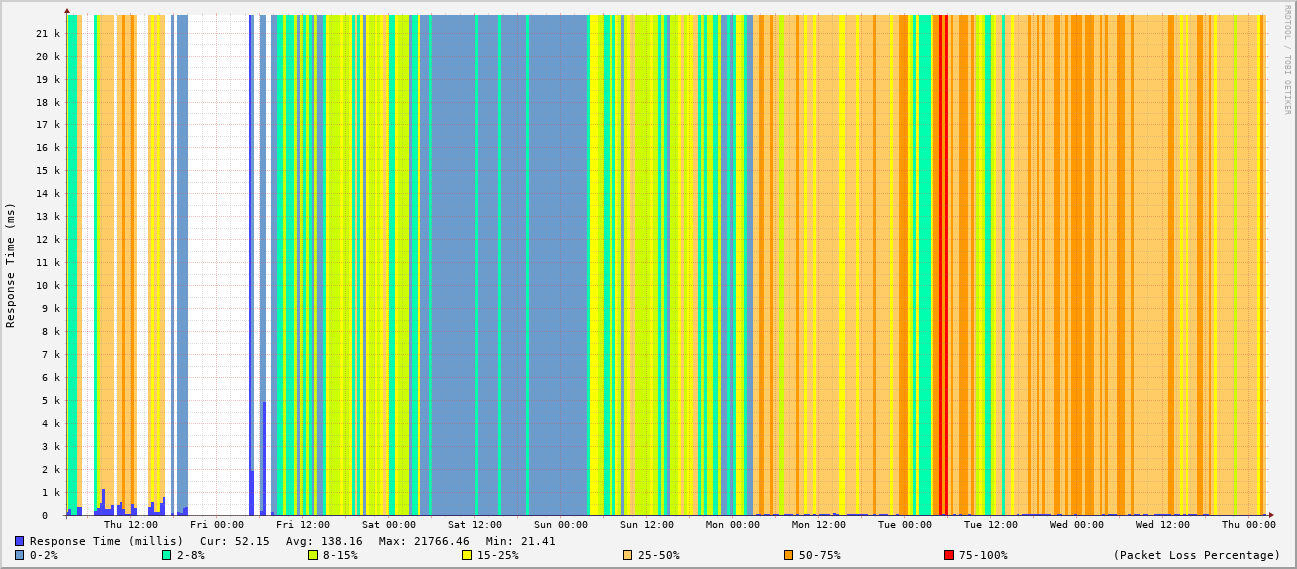 RRDTOOL / TOBI OETIKER
Response Time (ms)
21 k
20 k
19 k
18 k
17 k
16 k
15 k
14 k
13 k
12 k
11 k
10 k
9 k
8 k
7 k
6 k
5 k
4 k
3 k
2 k
1 k
0
Thu 12:00 Fri 00:00 Fri 12:00 Sat 00:00 Sat 12:00 Sun 00:00 Sun 12:00 Mon 00:00 Mon 12:00 Tue 00:00 Tue 12:00 Wed 00:00 Wed 12:00 Thu 00:00
Response Time (millis) Cur: 52.15 Avg: 138.16 Max: 21766.46 Min: 21.41
0-2% 2-8% 8-15% 15-25% 25-50% 50-75% 75-100% (Packet Loss Percentage)